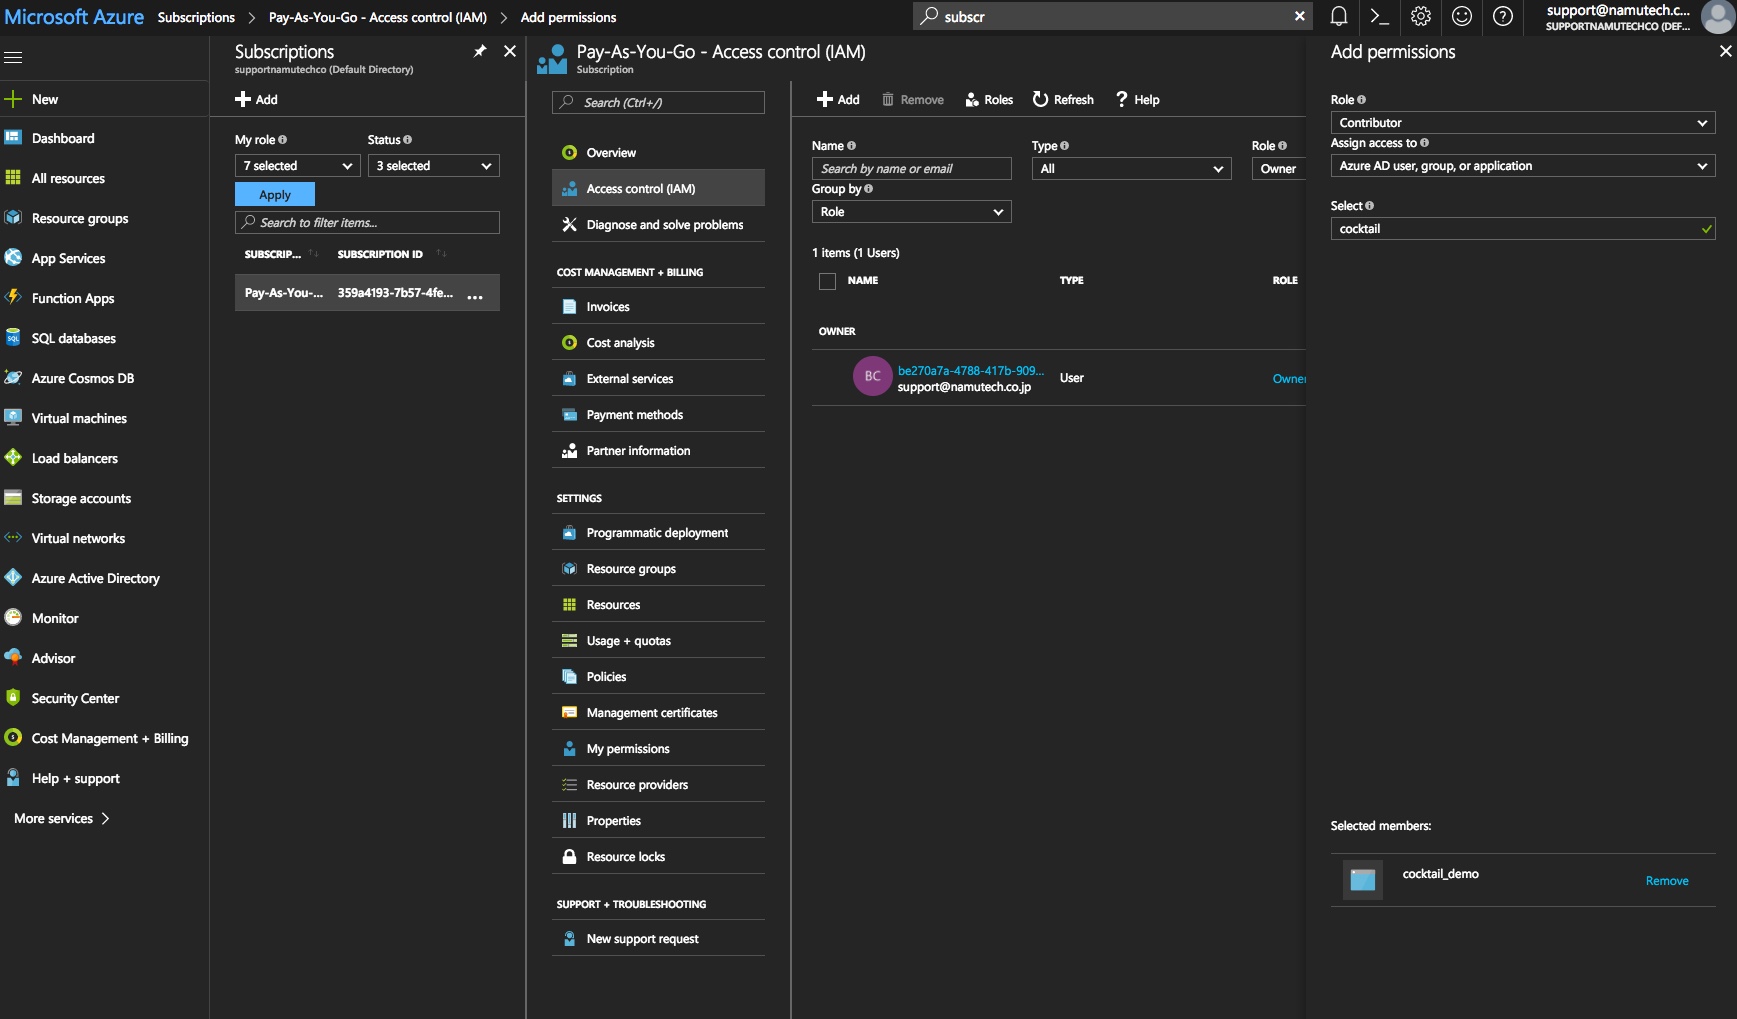 Microsoft Azure Subscriptions > Pay-As-You-Go - Access control (IAM) > Add permissions
subscr
support@namutech.c...
SUPPORTNAMUTECHCO (DEF...
New
Dashboard
All resources
Resource groups
App Services
Function Apps
SQL databases
Azure Cosmos DB
Virtual machines
Load balancers
Storage accounts
Virtual networks
Azure Active Directory
Monitor
Advisor
Security Center
Cost Management + Billing
Help + support
More services >
Subscriptions
supportnamutechco (Default Directory)
Add
My role Status
7 selected 3 selected
Apply
Search to filter items...
SUBSCRIP... SUBSCRIPTION ID
Pay-As-You-... 359a4193-7b57-4fe... ...
Pay-As-You-Go - Access control (IAM)
Subscription
Search (Ctrl+/)
Overview
Access control (IAM)
Diagnose and solve problems
COST MANAGEMENT + BILLING
Invoices
Cost analysis
External services
Payment methods
Partner information
SETTINGS
Programmatic deployment
Resource groups
Resources
Usage + quotas
Policies
Management certificates
My permissions
Resource providers
Properties
Resource locks
SUPPORT + TROUBLESHOOTING
New support request
Add Remove Roles Refresh ? Help
Name Type Role
Search by name or email All Owner
Group by
Role
1 items (1 Users)
NAME TYPE ROLE
OWNER
BC be270a7a-4788-417b-909... User Owner
support@namutech.co.jp
Add permissions
Role
Contributor
Assign access to
Azure AD user, group, or application
Select
cocktail
Selected members:
cocktail_demo Remove